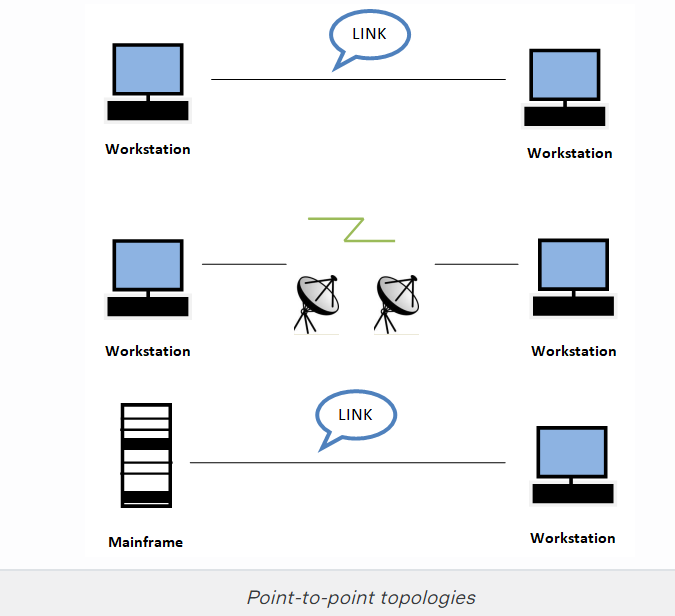 LINK
Workstation
Workstation
Workstation
Workstation
LINK
Mainframe
Workstation
Point-to-point topologies